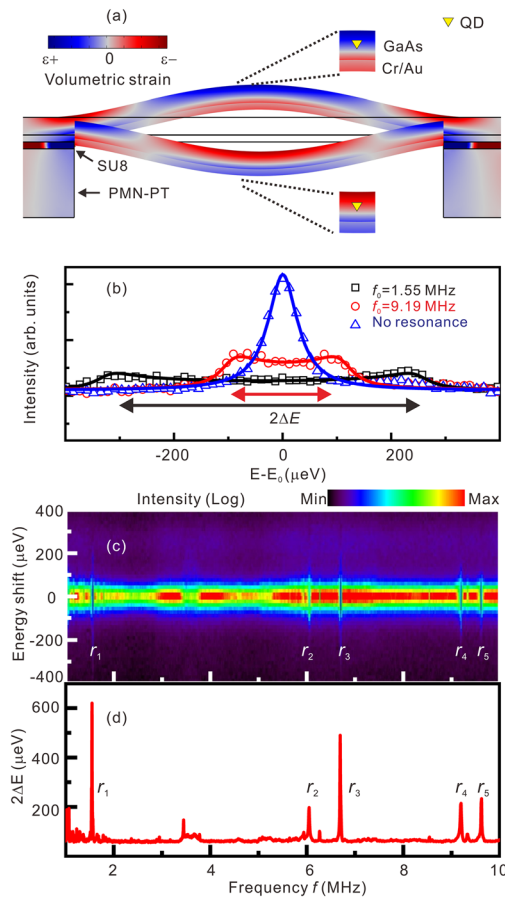 (a)
QD
GaAs
Cr/Au
ε+ 0 ε−
Volumetric strain
SU8
PMN-PT
(b)
f₀=1.55 MHz
f₀=9.19 MHz
No resonance
2ΔE
Intensity (arb. units)
-200 0 200
E-E₀(μeV)
Intensity (Log) Min Max
(c)
Energy shift (μeV)
400
200
0
-200
-400
r₁ r₂ r₃ r₄ r₅
(d)
2ΔE (μeV)
600
400
200
r₁ r₂ r₃ r₄ r₅
2 4 6 8 10
Frequency f (MHz)